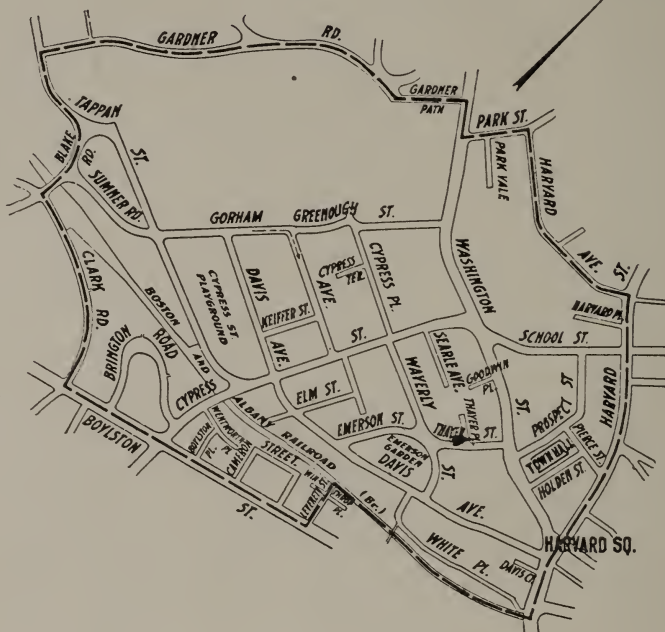 GARDNER RD.
GARDNER
PATH
PARK ST.
TAPPAN ST.
BLAKE RD.
SUMNER RD.
PARK VALE
HARVARD AVE.
ST.
GORHAM
GREENOUGH ST.
WASHINGTON
CLARK RD.
BOSTON AND
CYPRESS ST.
PLAYGROUND
DAVIS AVE.
KEIFFER ST.
AVE.
CYPRESS
TER.
CYPRESS PL.
HARVARD PL.
SCHOOL ST.
BRINGTON ROAD
CYPRESS ST.
SEARLE AVE.
GOODWIN
PL.
WAVERLY ST.
ELM ST.
EMERSON ST.
THAYER PL.
THAYER ST.
ST.
PROSPECT ST
PIERCE ST.
HARVARD
TOWN HALL
HOLDEN ST.
ALBANY RAILROAD (Br.)
EMERSON
GARDEN
DAVIS AVE.
BOYLSTON ST.
BOYLSTON
PL.
WENTWORTH
PL.
CAMERON STREET
KENERETH
PL.
WHITE PL.
DAVIS CT.
HARVARD SQ.